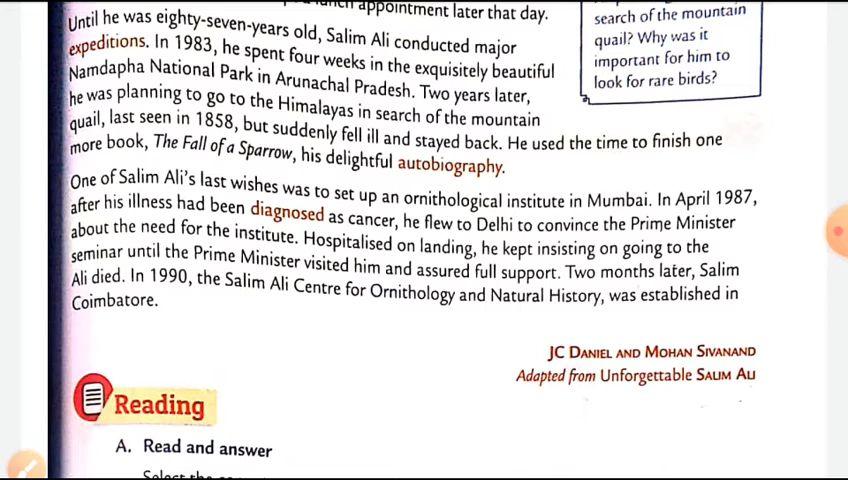 appointment later that day.
Until he was eighty-seven-years old, Salim Ali conducted major
expeditions. In 1983, he spent four weeks in the exquisitely beautiful
Namdapha National Park in Arunachal Pradesh. Two years later,
he was planning to go to the Himalayas in search of the mountain
quail, last seen in 1858, but suddenly fell ill and stayed back. He used the time to finish one
more book, The Fall of a Sparrow, his delightful autobiography.
search of the mountain
quail? Why was it
important for him to
look for rare birds?
One of Salim Ali's last wishes was to set up an ornithological institute in Mumbai. In April 1987,
after his illness had been diagnosed as cancer, he flew to Delhi to convince the Prime Minister
about the need for the institute. Hospitalised on landing, he kept insisting on going to the
seminar until the Prime Minister visited him and assured full support. Two months later, Salim
Ali died. In 1990, the Salim Ali Centre for Ornithology and Natural History, was established in
Coimbatore.
JC DANIEL AND MOHAN SIVANAND
Adapted from Unforgettable SALIM ALI
Reading
A. Read and answer